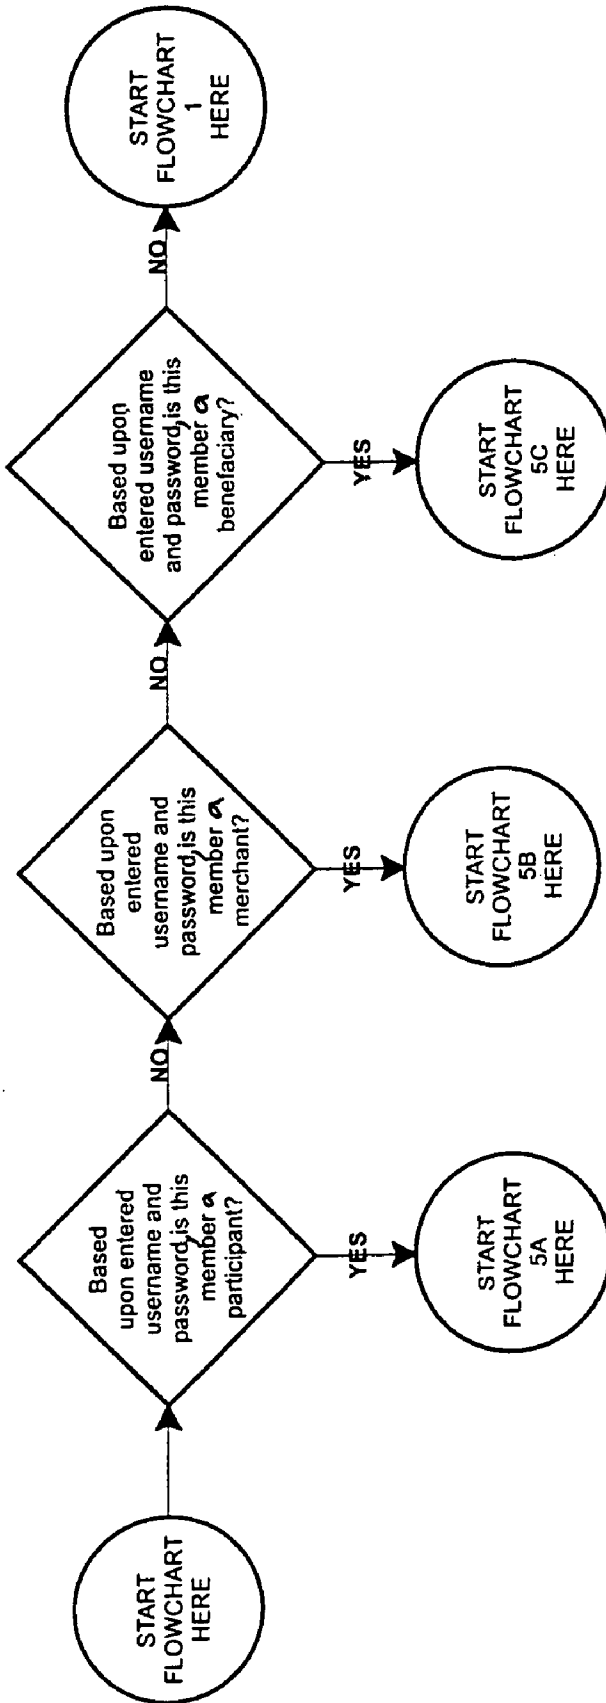 START
FLOWCHART
HERE
Based
upon entered
username and
password, is this
member a
participant?
YES
START
FLOWCHART
5A
HERE
NO
Based upon
entered
username and
password, is this
member a
merchant?
YES
START
FLOWCHART
5B
HERE
NO
Based upon
entered username
and password, is this
member a
benefaciary?
YES
START
FLOWCHART
5C
HERE
NO
START
FLOWCHART
1
HERE